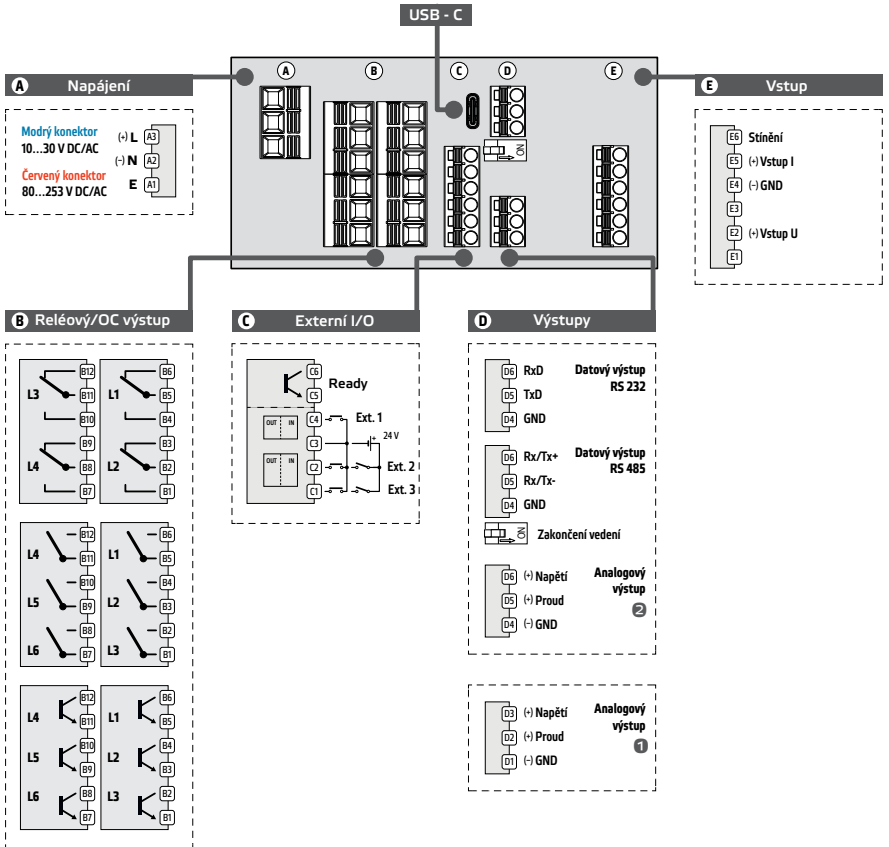 USB - C
A
B
C
D
E
ON
A Napájení
Modrý konektor
10...30 V DC/AC
Červený konektor
80...253 V DC/AC
(+) L A3
(–) N A2
E A1
E Vstup
E6 Stínění
E5 (+) Vstup I
E4 (–) GND
E3
E2 (+) Vstup U
E1
B Reléový/OC výstup
L3 B12 B11 B10
L1 B6 B5 B4
L4 B9 B8 B7
L2 B3 B2 B1
L4 B12 B11
L1 B6 B5
L5 B10 B9
L2 B4 B3
L6 B8 B7
L3 B2 B1
L4 B12 B11
L1 B6 B5
L5 B10 B9
L2 B4 B3
L6 B8 B7
L3 B2 B1
C Externí I/O
C6
Ready
C5
OUT IN C4 Ext. 1
C3 + 24 V
OUT IN C2 Ext. 2
C1 Ext. 3
D Výstupy
D6 RxD Datový výstup
D5 TxD RS 232
D4 GND
D6 Rx/Tx+ Datový výstup
D5 Rx/Tx- RS 485
D4 GND
ON Zakončení vedení
D6 (+) Napětí Analogový
D5 (+) Proud výstup
D4 (–) GND 2
D3 (+) Napětí Analogový
D2 (+) Proud výstup
D1 (–) GND 1